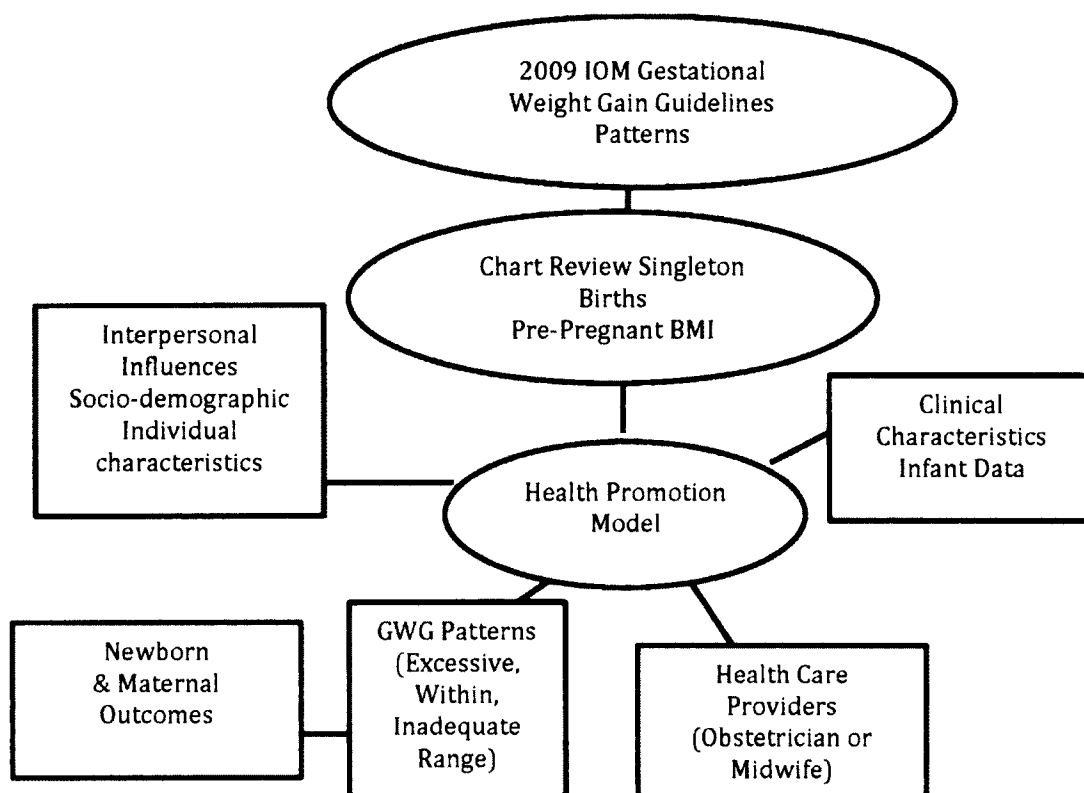 2009 IOM Gestational
Weight Gain Guidelines
Patterns
Chart Review Singleton
Births
Pre-Pregnant BMI
Interpersonal
Influences
Socio-demographic
Individual
characteristics
Clinical
Characteristics
Infant Data
Health Promotion
Model
Newborn
& Maternal
Outcomes
GWG Patterns
(Excessive,
Within,
Inadequate
Range)
Health Care
Providers
(Obstetrician or
Midwife)